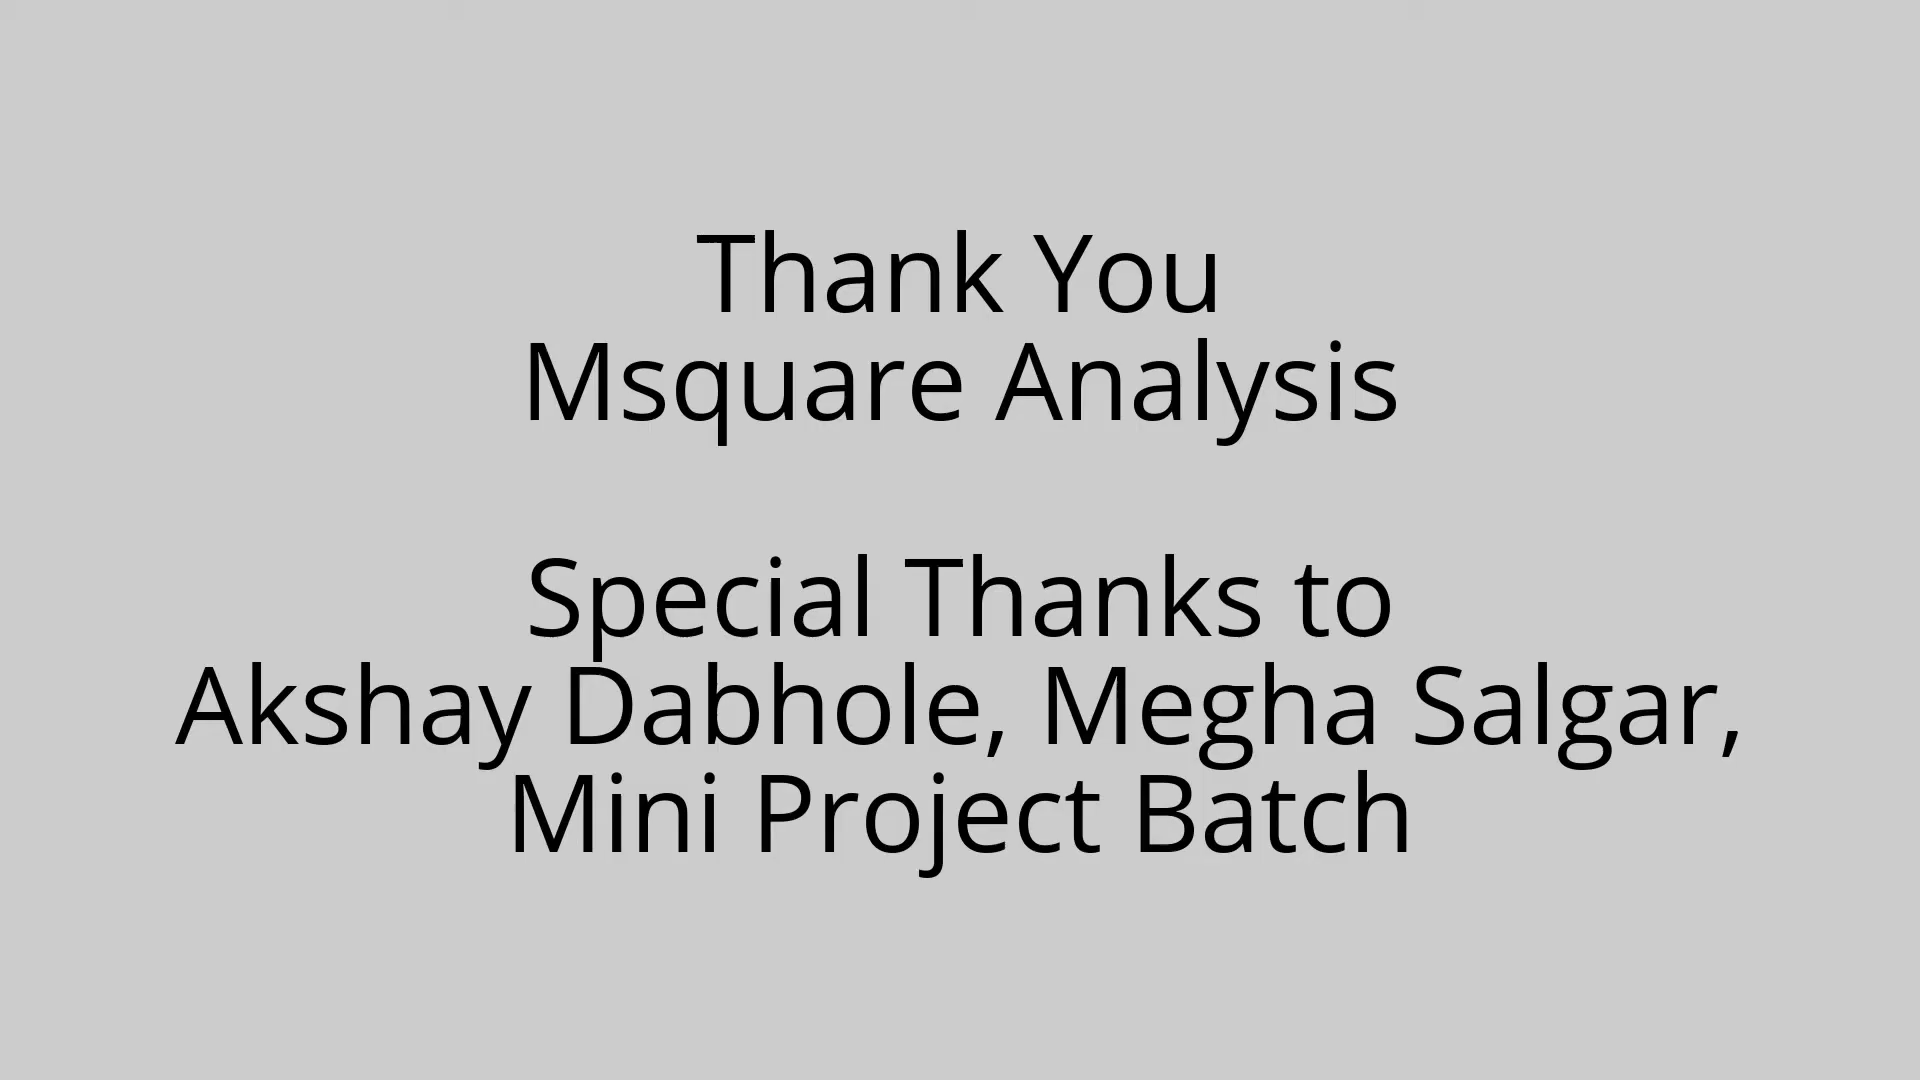 Thank You
Msquare Analysis
Special Thanks to
Akshay Dabhole, Megha Salgar,
Mini Project Batch